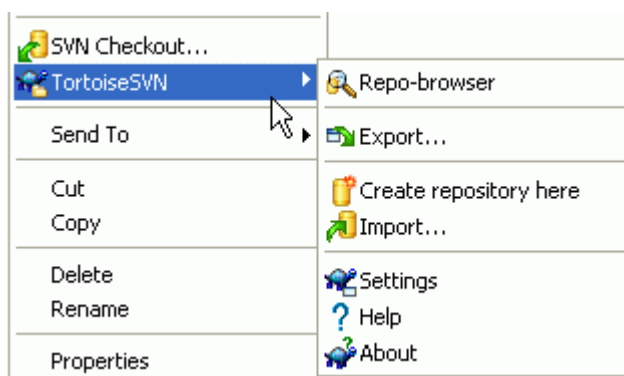 SVN Checkout...
TortoiseSVN
Send To
Cut
Copy
Delete
Rename
Properties
Repo-browser
Export...
Create repository here
Import...
Settings
Help
About